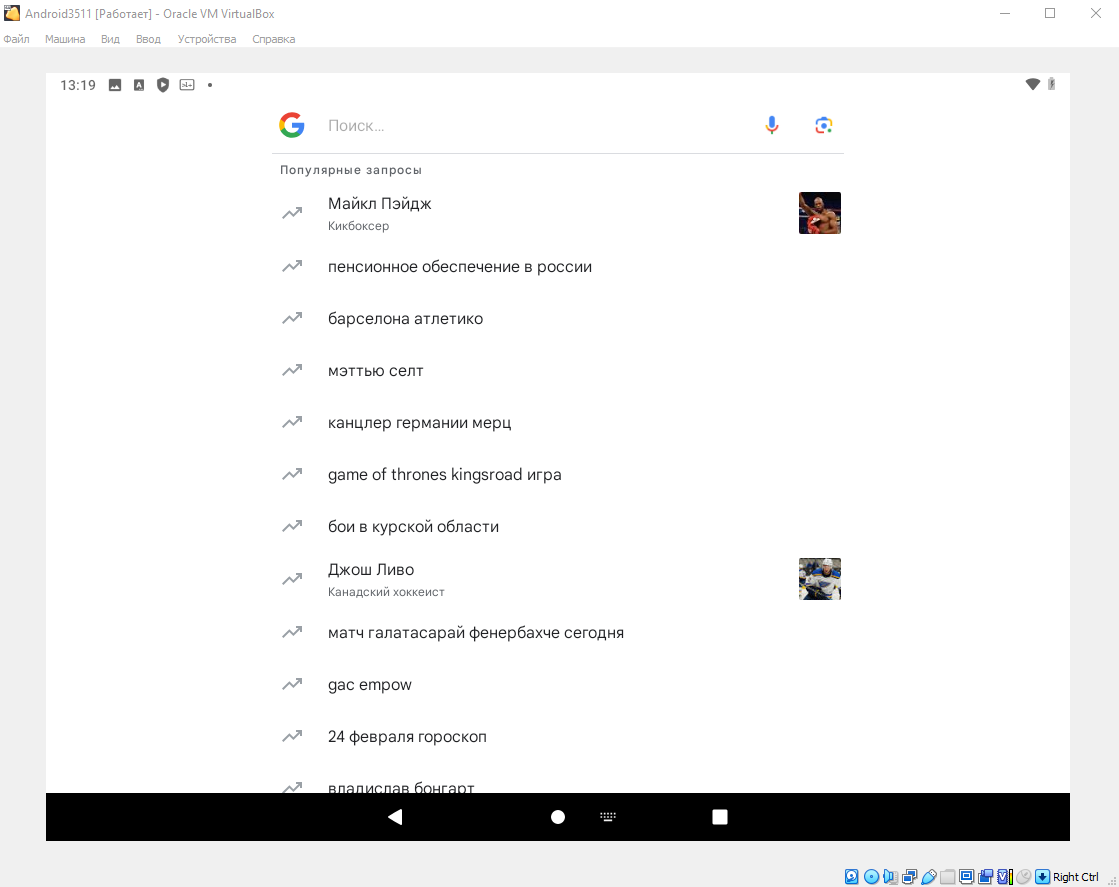 Android3511 [Работает] - Oracle VM VirtualBox
Файл Машина Вид Ввод Устройства Справка
13:19
Поиск...
Популярные запросы
Майкл Пэйдж
Кикбоксер
пенсионное обеспечение в россии
барселона атлетико
мэттью селт
канцлер германии мерц
game of thrones kingsroad игра
бои в курской области
Джош Ливо
Канадский хоккеист
матч галатасарай фенербахче сегодня
gac empow
24 февраля гороскоп
владислав бонгарт
Right Ctrl